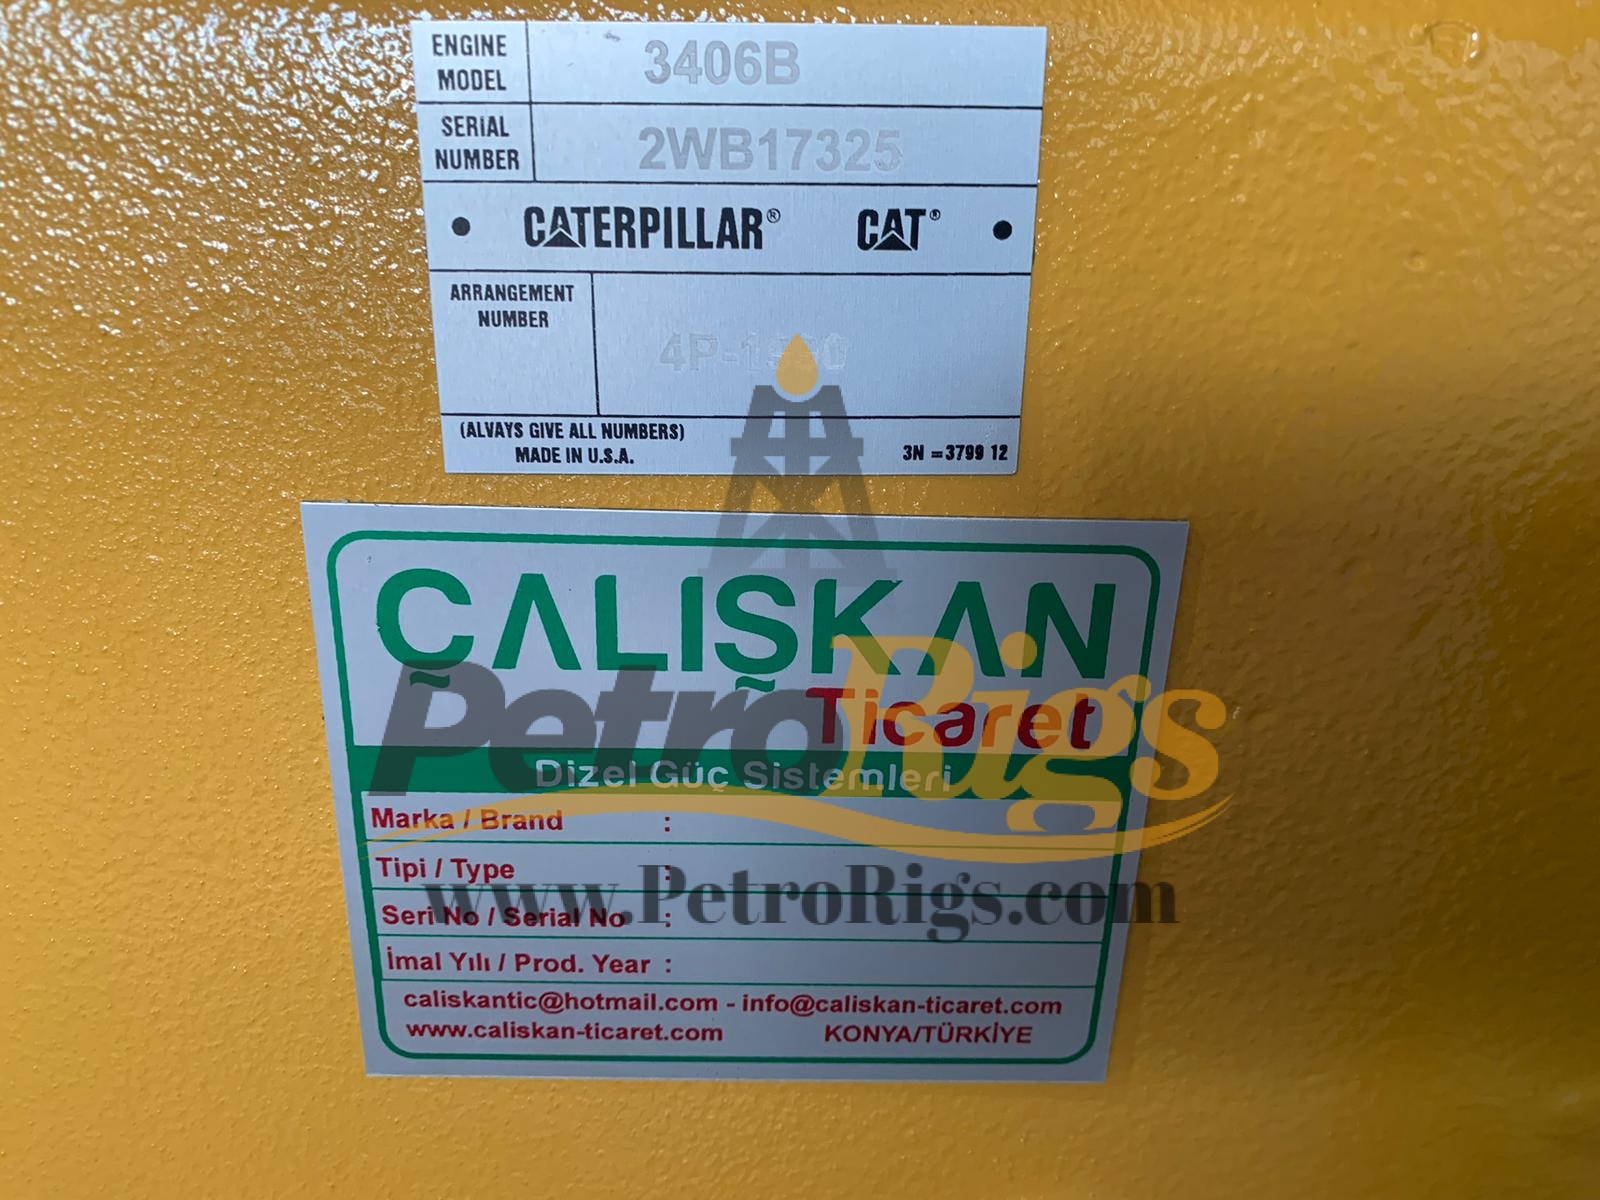 ENGINE MODEL 3406B
SERIAL NUMBER 2WB17325
CATERPILLAR® CAT®
ARRANGEMENT NUMBER
(ALVAYS GIVE ALL NUMBERS)
MADE IN U.S.A. 3N =3799 12
ÇALIŞKAN
Ticaret
PetroRigs
Dizel Güç Sistemleri
Marka / Brand :
Tipi / Type :
www.PetroRigs.com
Seri No / Serial No :
İmal Yılı / Prod. Year :
caliskantic@hotmail.com - info@caliskan-ticaret.com
www.caliskan-ticaret.com KONYA/TÜRKİYE